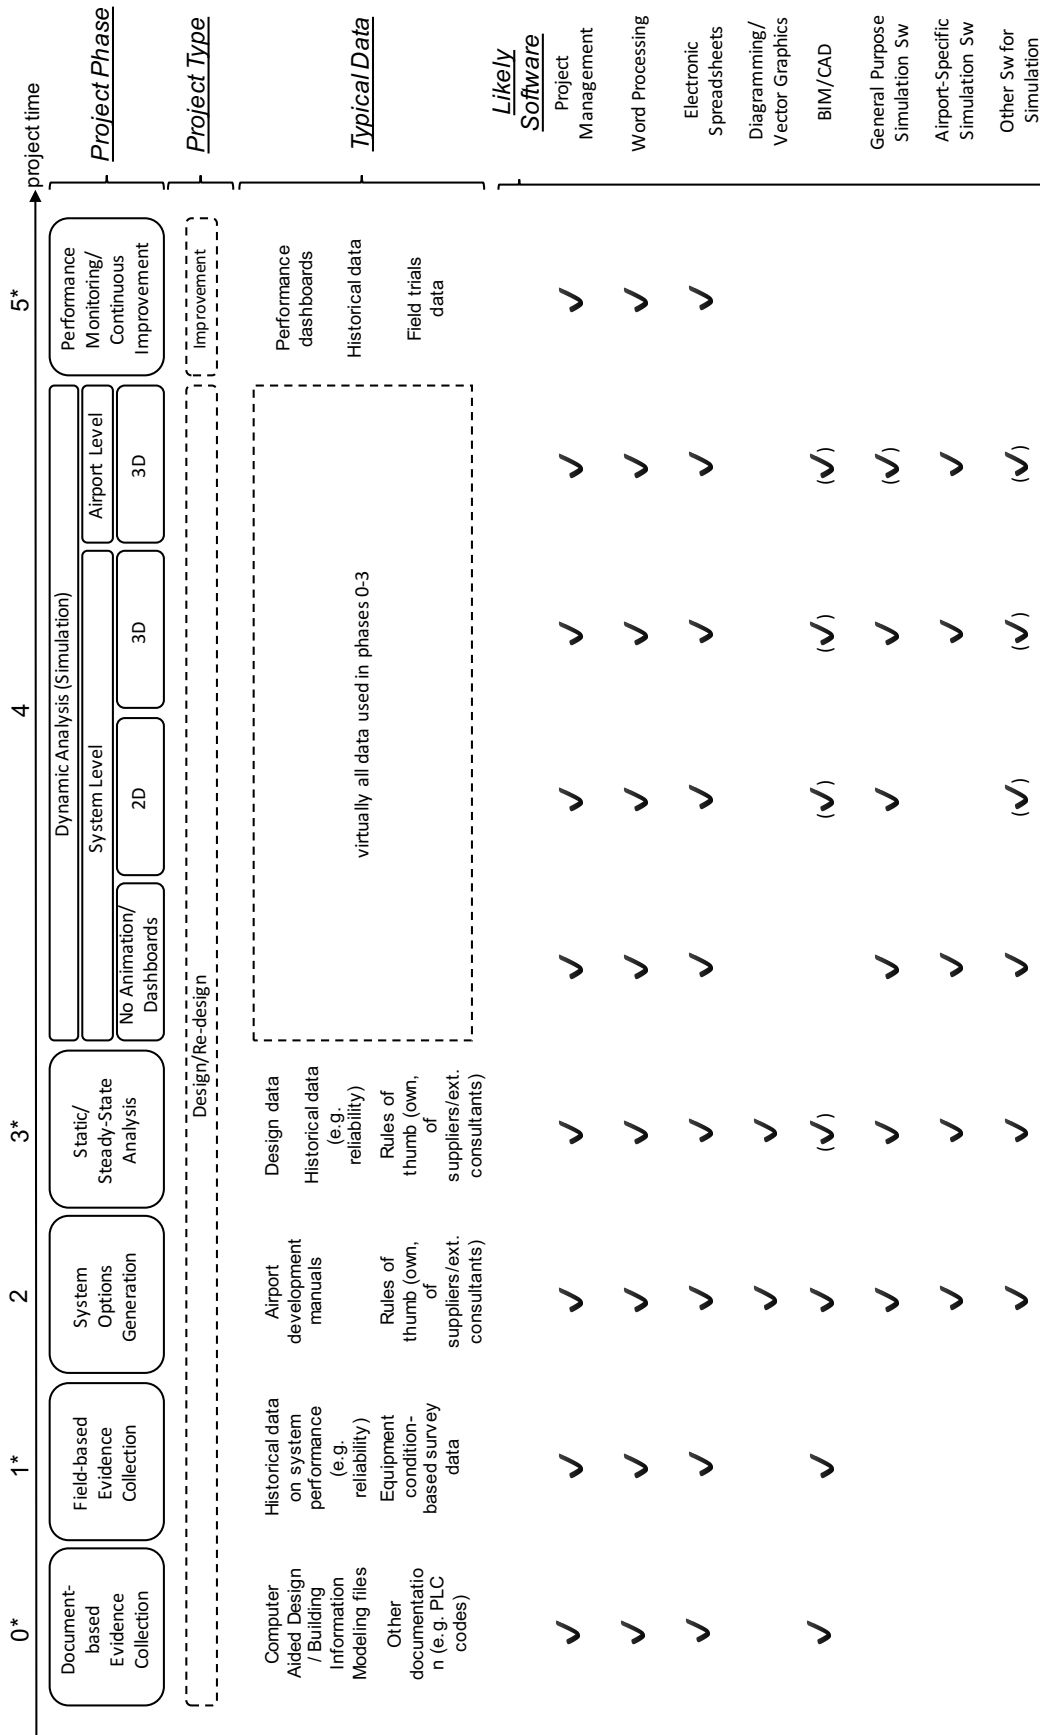 0*
1*
2
3*
4
5*
project time
Document-
based
Evidence
Collection
Field-based
Evidence
Collection
System
Options
Generation
Static/
Steady-State
Analysis
Dynamic Analysis (Simulation)
System Level
Airport Level
No Animation/
Dashboards
2D
3D
3D
Performance
Monitoring/
Continuous
Improvement
Project Phase
Design/Re-design
Improvement
Project Type
Computer
Aided Design
/ Building
Information
Modeling files
Other
documentatio
n (e.g. PLC
codes)
Historical data
on system
performance
(e.g.
reliability)
Equipment
condition-
based survey
data
Airport
development
manuals
Rules of
thumb (own,
of
suppliers/ext.
consultants)
Design data
Historical data
(e.g.
reliability)
Rules of
thumb (own,
of
suppliers/ext.
consultants)
virtually all data used in phases 0-3
Performance
dashboards
Historical data
Field trials
data
Typical Data
Likely
Software
Project
Management
Word Processing
Electronic
Spreadsheets
Diagramming/
Vector Graphics
BIM/CAD
General Purpose
Simulation Sw
Airport-Specific
Simulation Sw
Other Sw for
Simulation